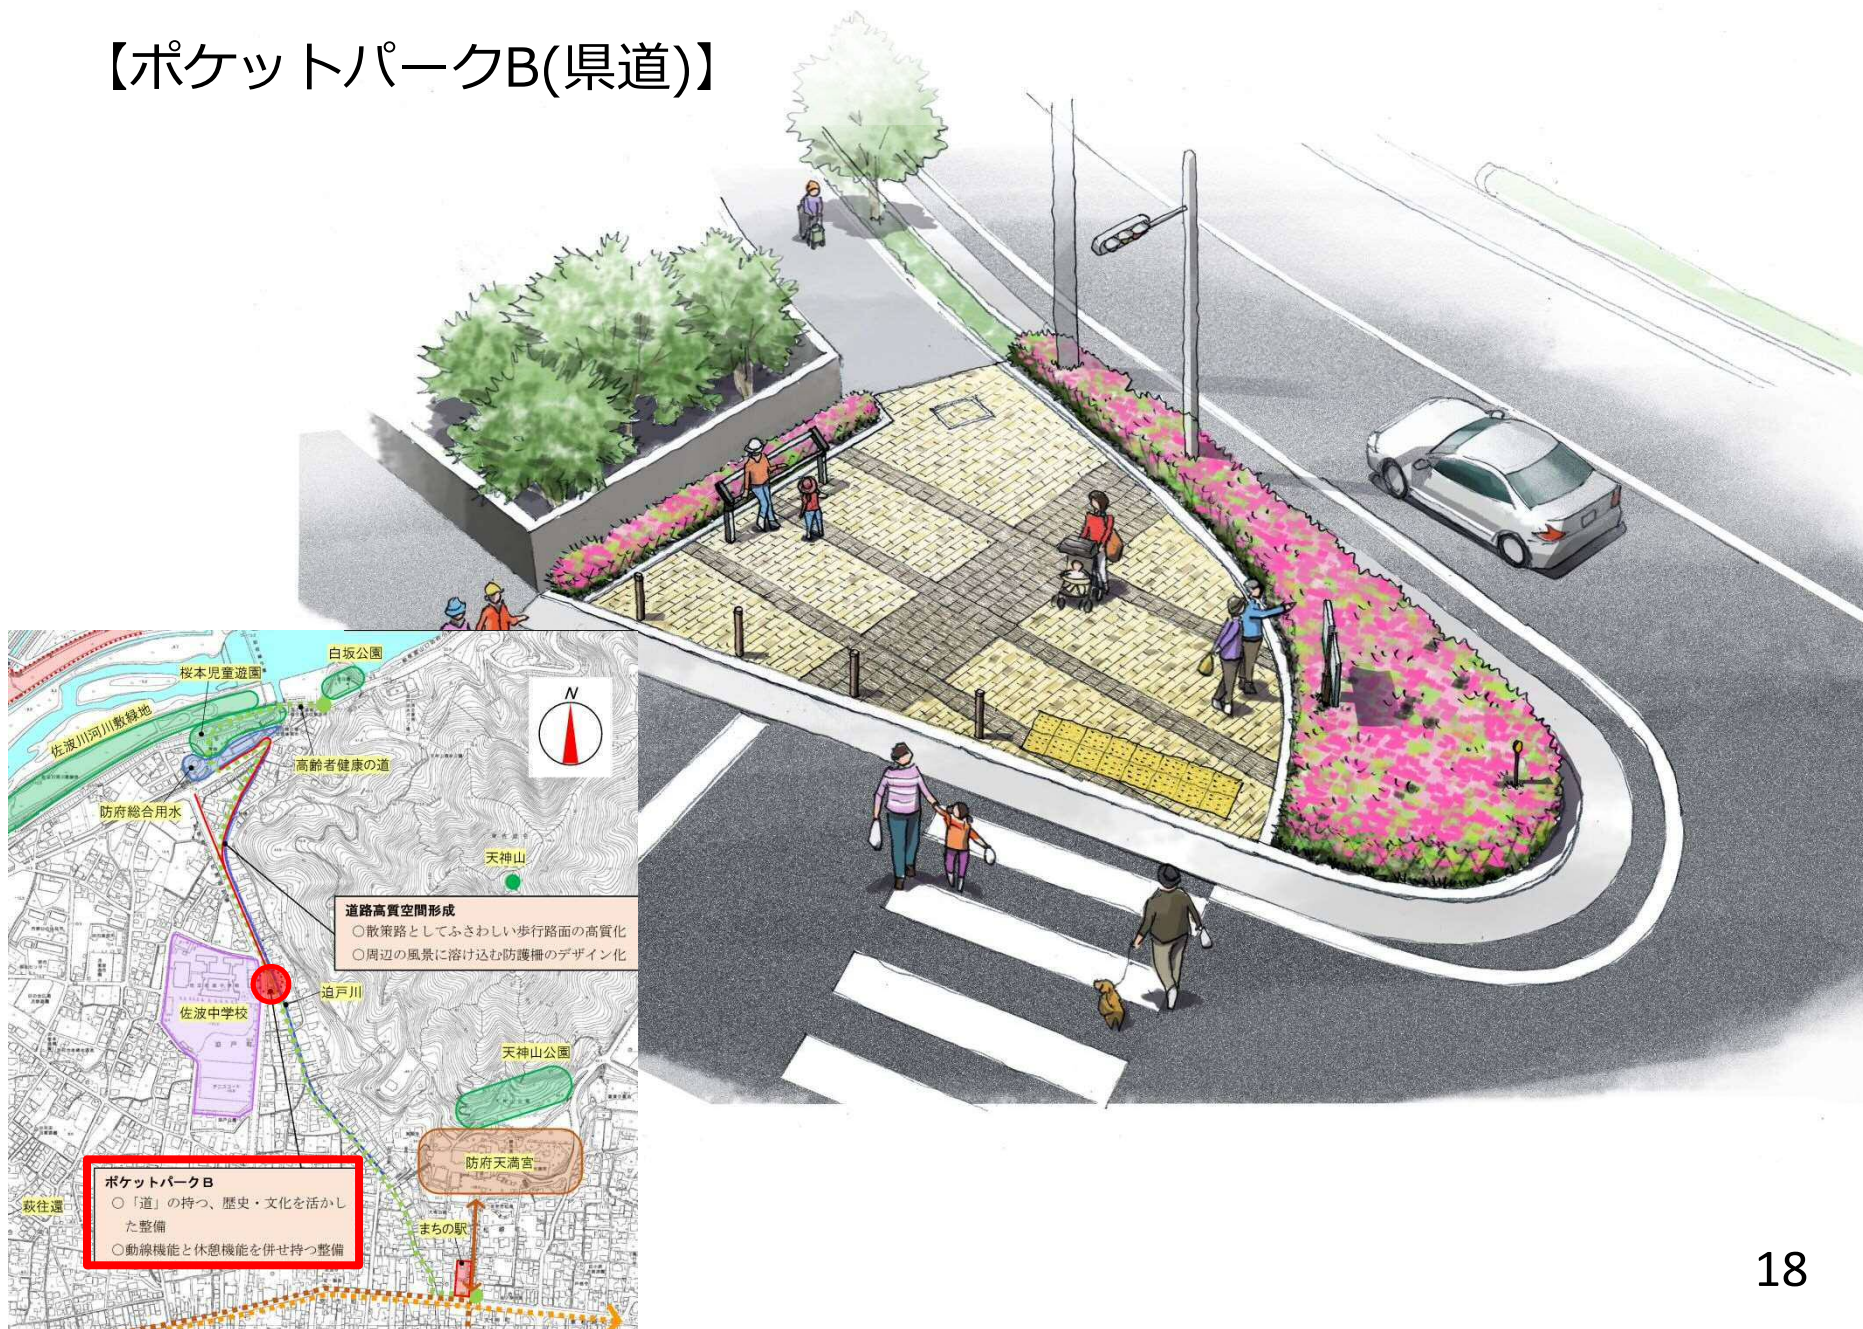 【ポケットパークB(県道)】
白坂公園
桜本児童遊園
N
佐波川河川敷緑地
高齢者健康の道
防府総合用水
天神山
道路高質空間形成
○散策路としてふさわしい歩行路面の高質化
○周辺の風景に溶け込む防護柵のデザイン化
迫戸川
佐波中学校
天神山公園
防府天満宮
ポケットパークB
○「道」の持つ、歴史・文化を活かし
た整備
○動線機能と休憩機能を併せ持つ整備
萩往還
まちの駅
18